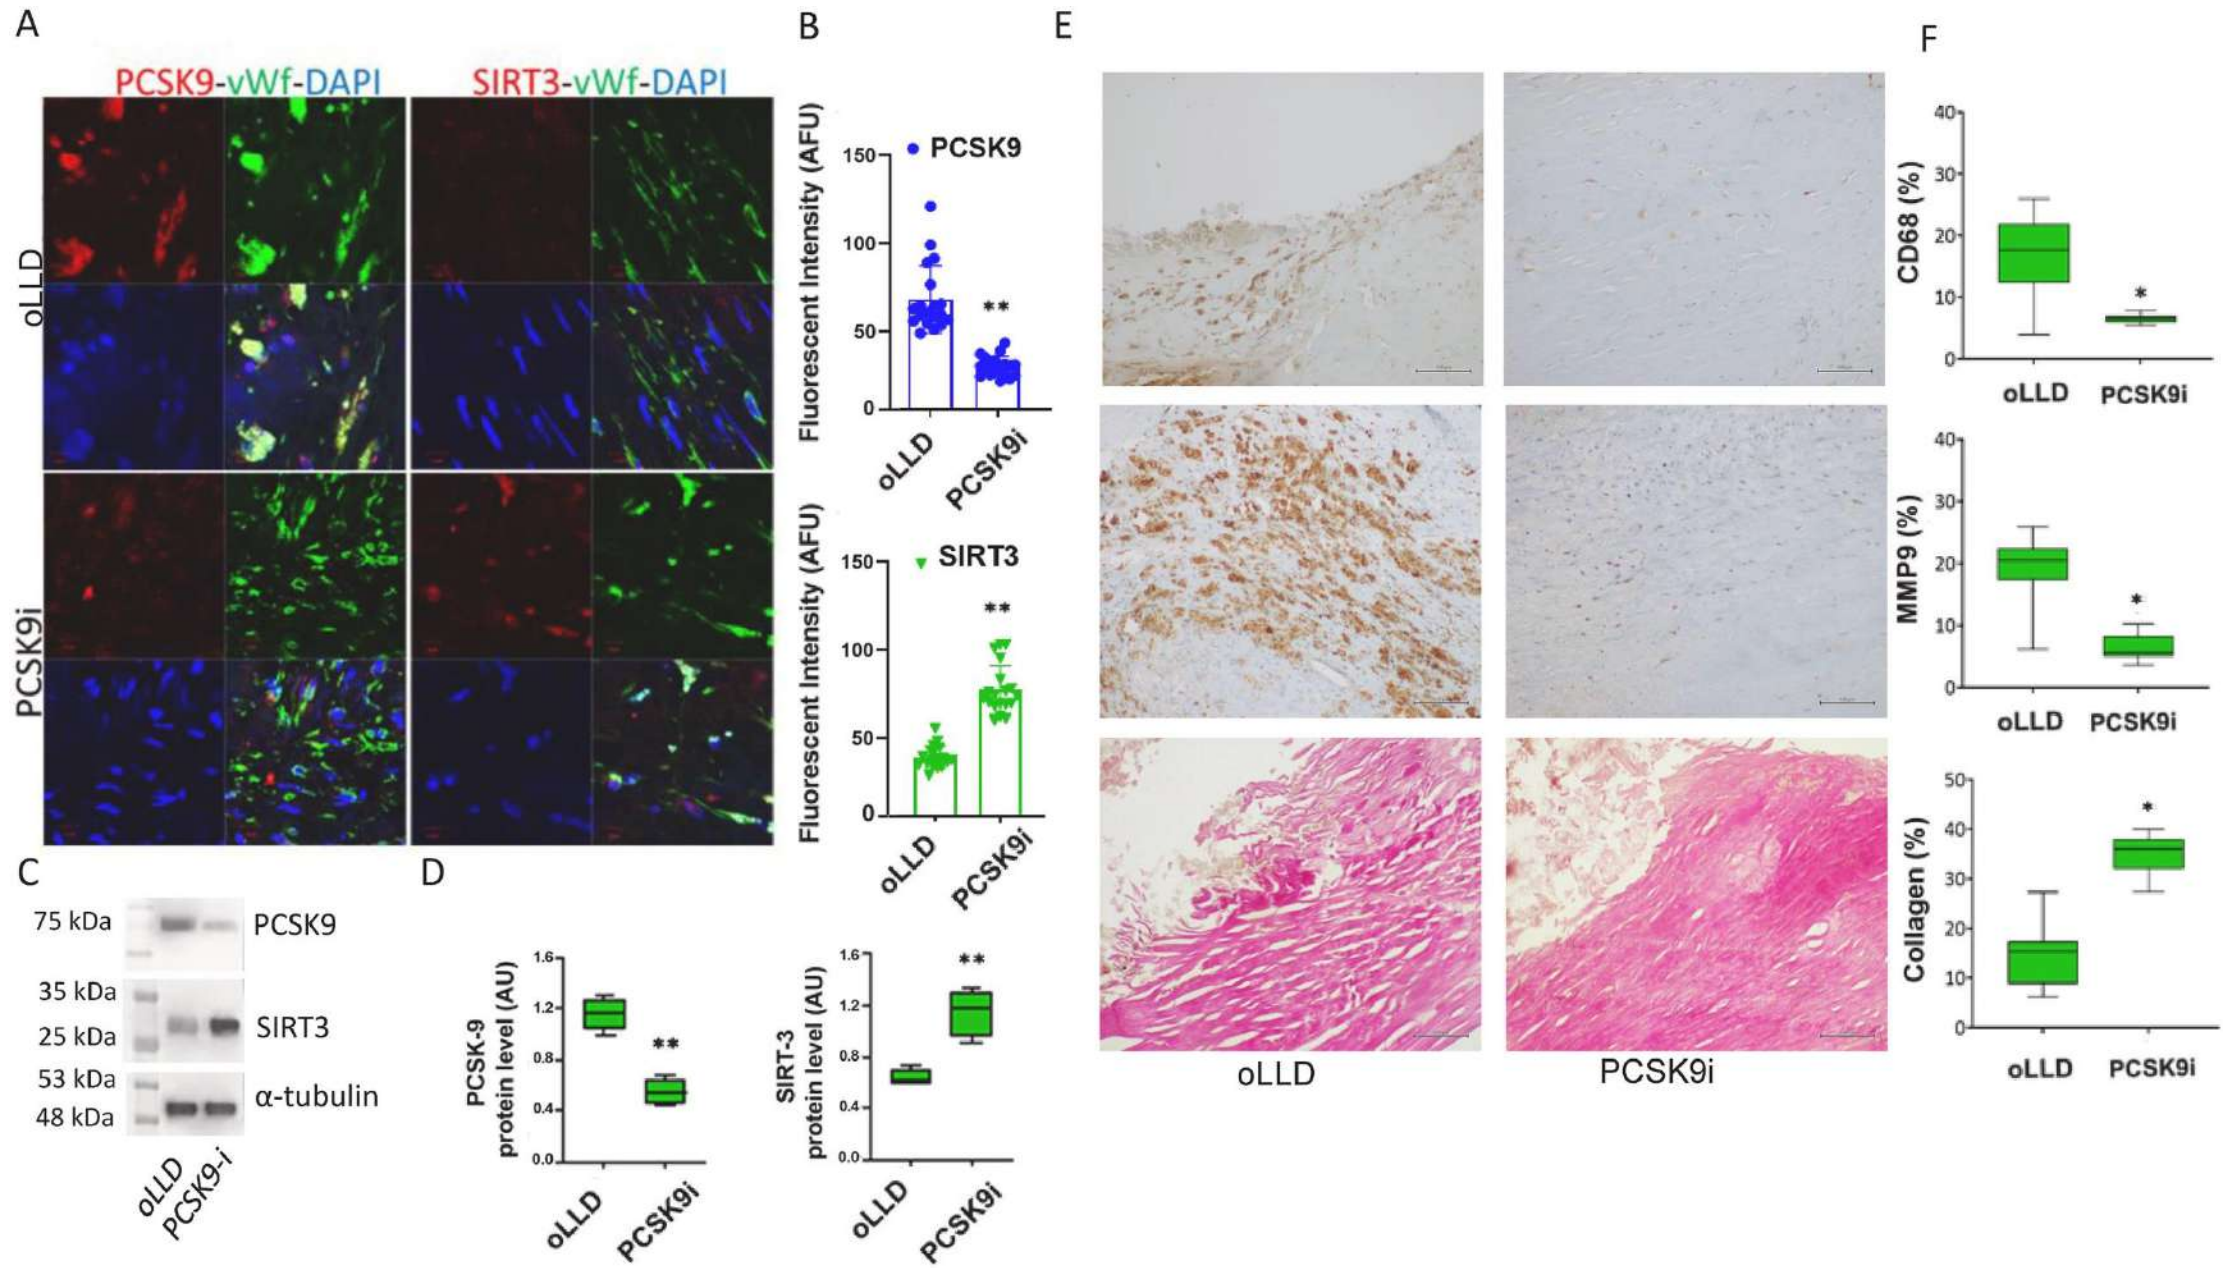 A
PCSK9-vWf-DAPI
SIRT3-vWf-DAPI
oLLD
PCSK9i
B
Fluorescent Intensity (AFU)
PCSK9
150
100
50
0
**
oLLD
PCSK9i
Fluorescent Intensity (AFU)
SIRT3
150
100
50
0
**
oLLD
PCSK9i
C
75 kDa
PCSK9
35 kDa
25 kDa
SIRT3
53 kDa
48 kDa
α-tubulin
oLLD
PCSK9-i
D
PCSK-9
protein level (AU)
1.6
1.2
0.8
0.4
0.0
**
oLLD
PCSK9i
SIRT-3
protein level (AU)
1.6
1.2
0.8
0.4
0.0
**
oLLD
PCSK9i
E
oLLD
PCSK9i
F
CD68 (%)
40
30
20
10
0
*
oLLD
PCSK9i
MMP9 (%)
40
30
20
10
0
*
oLLD
PCSK9i
Collagen (%)
50
40
30
20
10
0
*
oLLD
PCSK9i